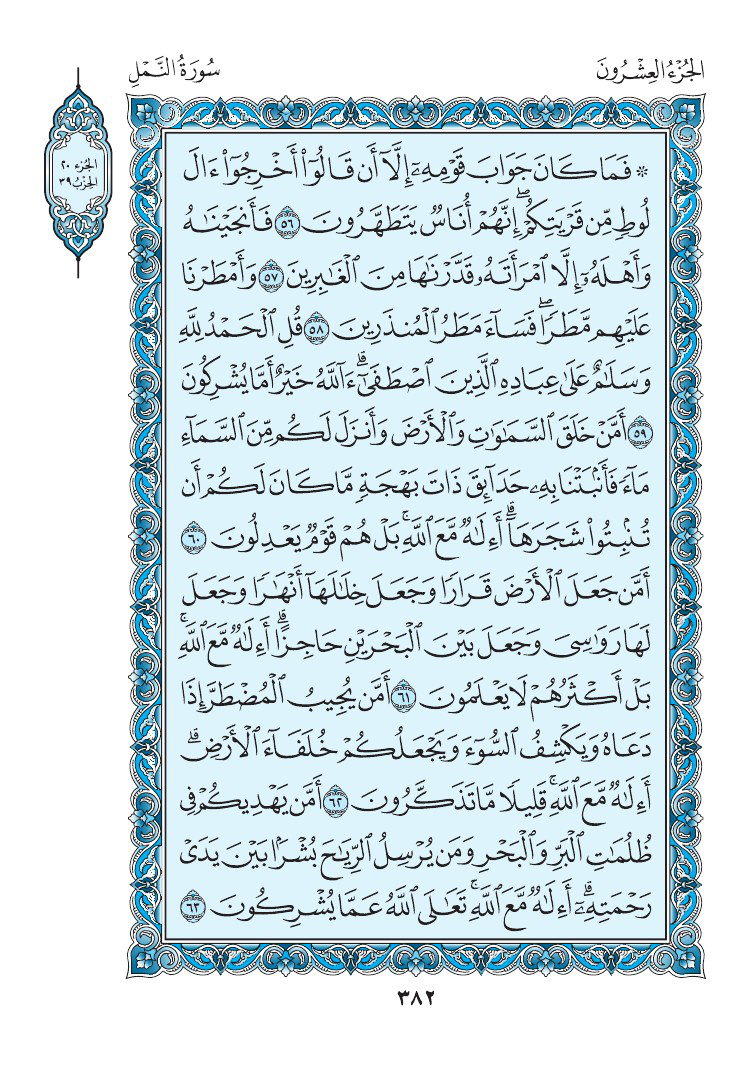 الجُزْءُ العِشْرُونَ
سُورَةُ النَّمْلِ
الجزء ٢٠
الحزب ٣٩
۞ فَمَا كَانَ جَوَابَ قَوْمِهِۦٓ إِلَّآ أَن قَالُوٓاْ أَخۡرِجُوٓاْ ءَالَ
لُوطٖ مِّن قَرۡيَتِكُمۡۖ إِنَّهُمۡ أُنَاسٞ يَتَطَهَّرُونَ ٥٦ فَأَنجَيۡنَٰهُ
وَأَهۡلَهُۥٓ إِلَّا ٱمۡرَأَتَهُۥ قَدَّرۡنَٰهَا مِنَ ٱلۡغَٰبِرِينَ ٥٧ وَأَمۡطَرۡنَا
عَلَيۡهِم مَّطَرٗاۖ فَسَآءَ مَطَرُ ٱلۡمُنذَرِينَ ٥٨ قُلِ ٱلۡحَمۡدُ لِلَّهِ
وَسَلَٰمٌ عَلَىٰ عِبَادِهِ ٱلَّذِينَ ٱصۡطَفَىٰٓۗ ءَآللَّهُ خَيۡرٌ أَمَّا يُشۡرِكُونَ
٥٩ أَمَّنۡ خَلَقَ ٱلسَّمَٰوَٰتِ وَٱلۡأَرۡضَ وَأَنزَلَ لَكُم مِّنَ ٱلسَّمَآءِ
مَآءٗ فَأَنۢبَتۡنَا بِهِۦ حَدَآئِقَ ذَاتَ بَهۡجَةٖ مَّا كَانَ لَكُمۡ أَن
تُنۢبِتُواْ شَجَرَهَآۗ أَءِلَٰهٞ مَّعَ ٱللَّهِۚ بَلۡ هُمۡ قَوۡمٞ يَعۡدِلُونَ ٦٠
أَمَّن جَعَلَ ٱلۡأَرۡضَ قَرَارٗا وَجَعَلَ خِلَٰلَهَآ أَنۡهَٰرٗا وَجَعَلَ
لَهَا رَوَٰسِيَ وَجَعَلَ بَيۡنَ ٱلۡبَحۡرَيۡنِ حَاجِزًاۗ أَءِلَٰهٞ مَّعَ ٱللَّهِۚ
بَلۡ أَكۡثَرُهُمۡ لَا يَعۡلَمُونَ ٦١ أَمَّن يُجِيبُ ٱلۡمُضۡطَرَّ إِذَا
دَعَاهُ وَيَكۡشِفُ ٱلسُّوٓءَ وَيَجۡعَلُكُمۡ خُلَفَآءَ ٱلۡأَرۡضِۗ
أَءِلَٰهٞ مَّعَ ٱللَّهِۚ قَلِيلٗا مَّا تَذَكَّرُونَ ٦٢ أَمَّن يَهۡدِيكُمۡ فِي
ظُلُمَٰتِ ٱلۡبَرِّ وَٱلۡبَحۡرِ وَمَن يُرۡسِلُ ٱلرِّيَٰحَ بُشۡرَۢا بَيۡنَ يَدَيۡ
رَحۡمَتِهِۦٓۗ أَءِلَٰهٞ مَّعَ ٱللَّهِۚ تَعَٰلَى ٱللَّهُ عَمَّا يُشۡرِكُونَ ٦٣
٣٨٢